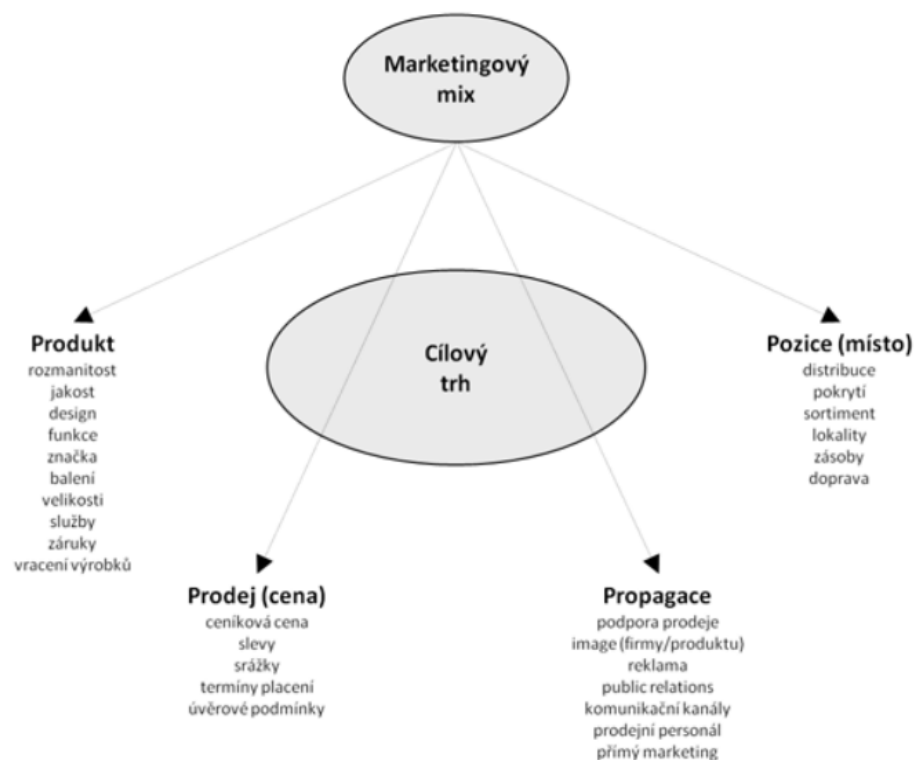 Marketingový
mix
Cílový
trh
Produkt
rozmanitost
jakost
design
funkce
značka
balení
velikosti
služby
záruky
vracení výrobků
Prodej (cena)
ceníková cena
slevy
srážky
termíny placení
úvěrové podmínky
Propagace
podpora prodeje
image (firmy/produktu)
reklama
public relations
komunikační kanály
prodejní personál
přímý marketing
Pozice (místo)
distribuce
pokrytí
sortiment
lokality
zásoby
doprava